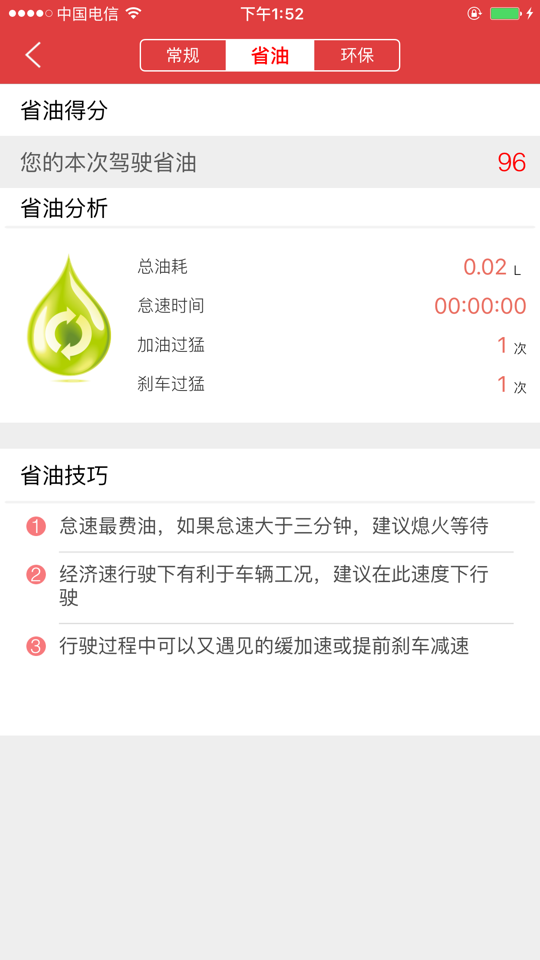 中国电信
下午1:52
常规
省油
环保
省油得分
您的本次驾驶省油 96
省油分析
总油耗 0.02 L
怠速时间 00:00:00
加油过猛 1 次
刹车过猛 1 次
省油技巧
1 怠速最费油，如果怠速大于三分钟，建议熄火等待
2 经济速行驶下有利于车辆工况，建议在此速度下行
驶
3 行驶过程中可以又遇见的缓加速或提前刹车减速